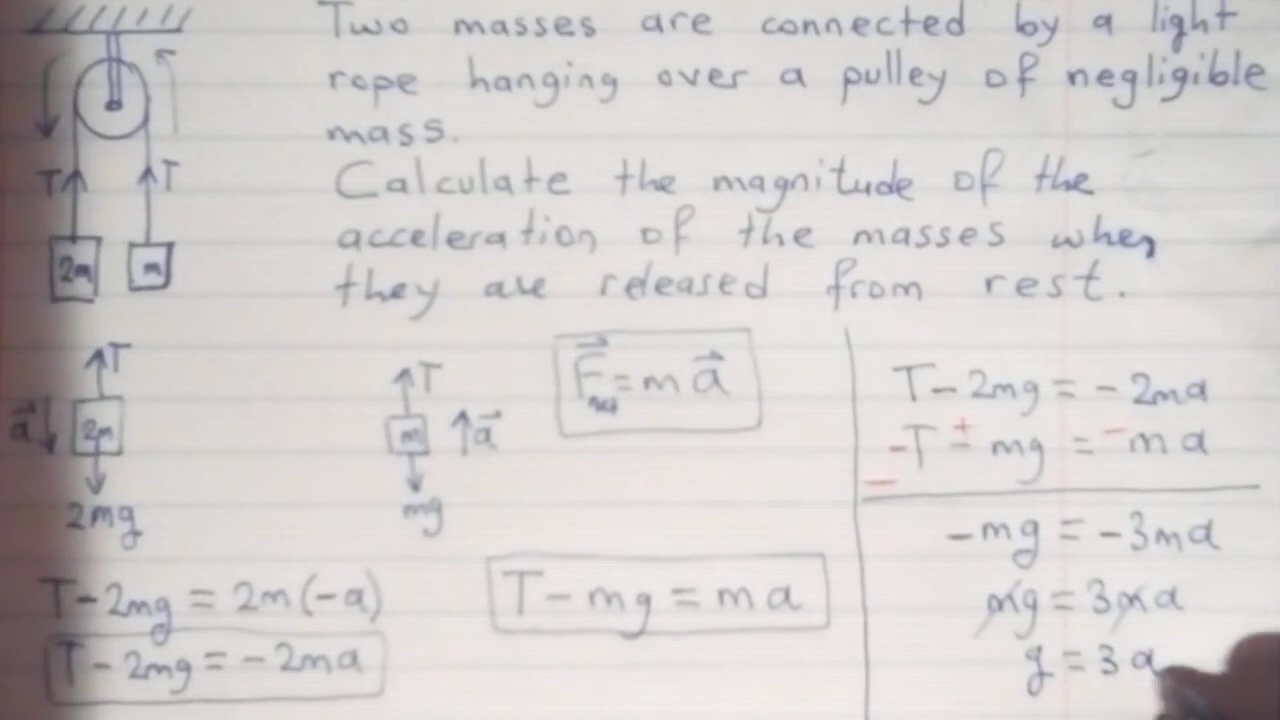 Two masses are connected by a light
rope hanging over a pulley of negligible
mass.
Calculate the magnitude of the
acceleration of the masses when
they are released from rest.
T T
2m m
T
a⃗ 2m
2mg
T
m a⃗
mg
F⃗net = m a⃗
T - 2mg = 2m(-a)
T - 2mg = -2ma
T - mg = ma
T - 2mg = -2ma
-T +- mg = -ma
-
-mg = -3ma
mg = 3ma
g = 3a